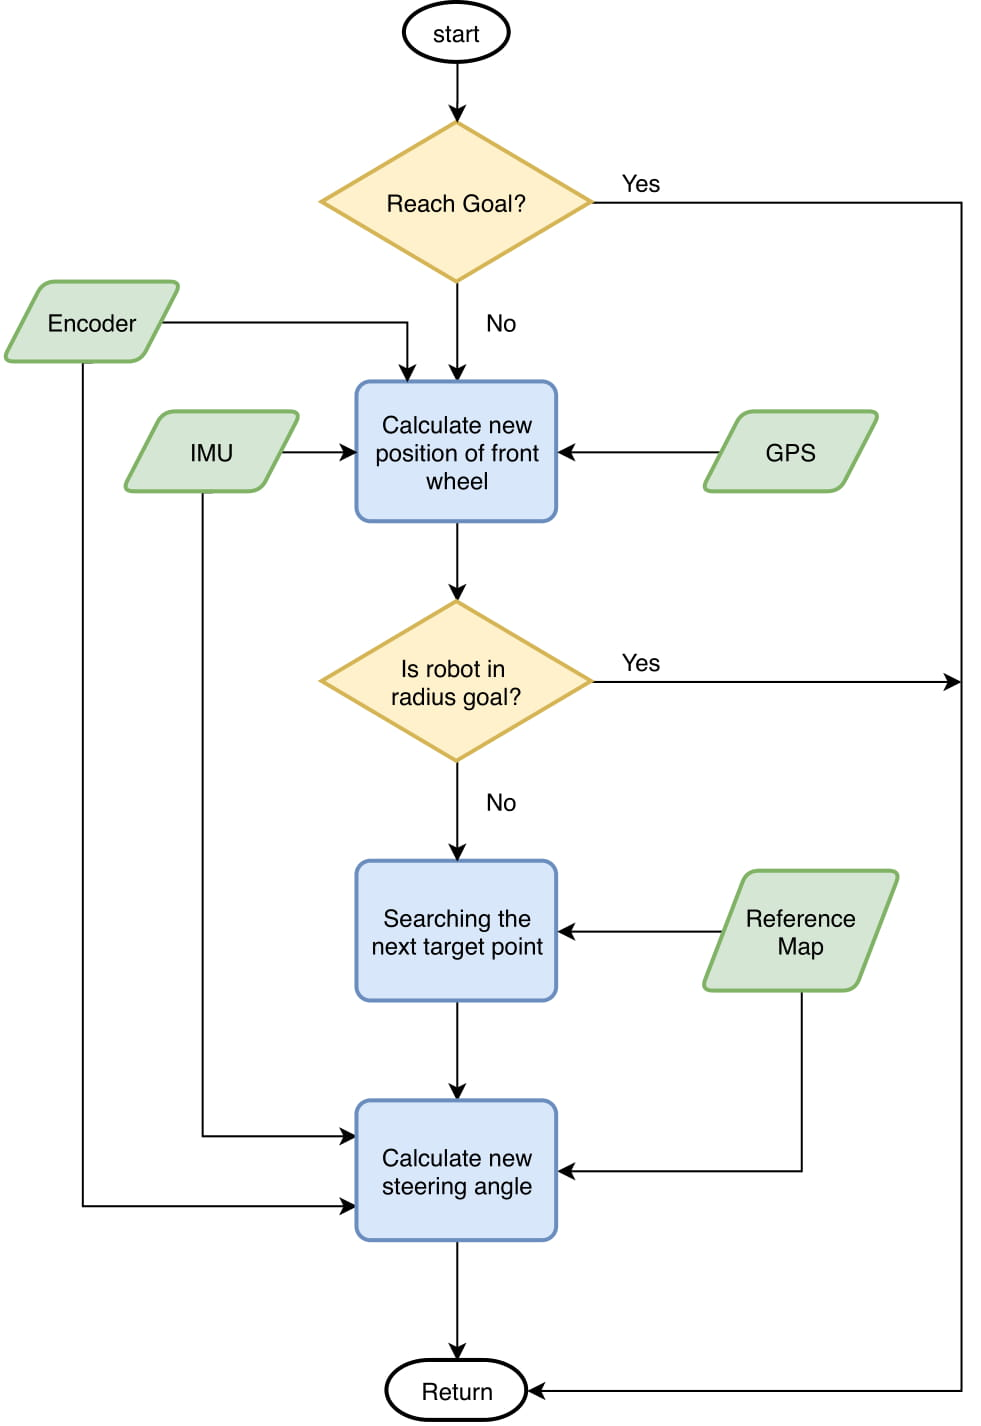 start
Reach Goal?
Yes
Encoder
No
Calculate new
position of front
wheel
IMU
GPS
Is robot in
radius goal?
Yes
No
Searching the
next target point
Reference
Map
Calculate new
steering angle
Return